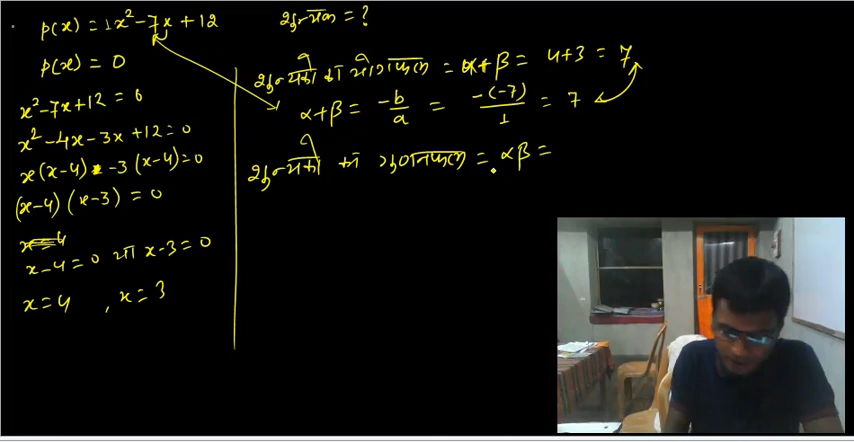 p(x) = 1x² - 7x + 12
शून्यक = ?
p(x) = 0
x² - 7x + 12 = 0
x² - 4x - 3x + 12 = 0
x(x-4) - 3(x-4) = 0
(x-4)(x-3) = 0
x=4
x-4=0 या x-3=0
x=4 , x=3
शून्यकों का योगफल = α+β = 4+3 = 7
α+β = -b/a = -(-7)/1 = 7
शून्यकों का गुणनफल = αβ =